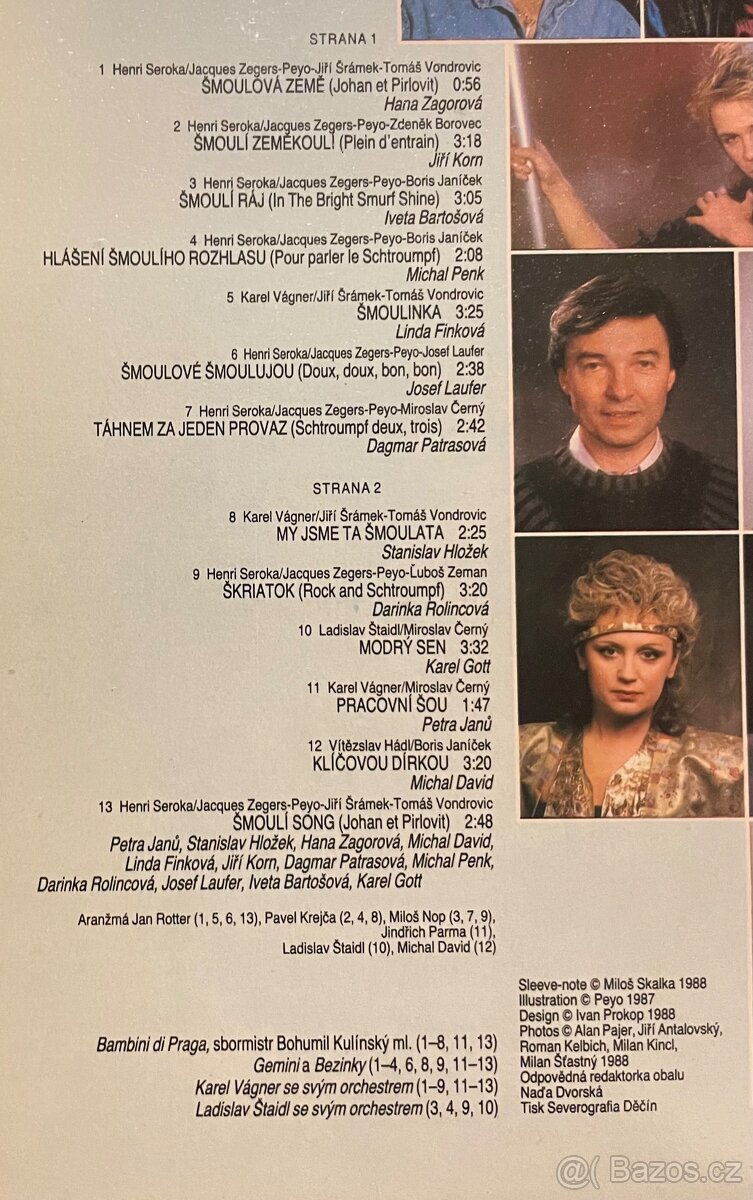 STRANA 1
1 Henri Seroka/Jacques Zegers-Peyo-Jiří Šrámek-Tomáš Vondrovic
ŠMOULOVÁ ZEMĚ (Johan et Pirlovit) 0:56
Hana Zagorová
2 Henri Seroka/Jacques Zegers-Peyo-Zdeněk Borovec
ŠMOULÍ ZEMĚKOULÍ (Plein d'entrain) 3:18
Jiří Korn
3 Henri Seroka/Jacques Zegers-Peyo-Boris Janíček
ŠMOULÍ RÁJ (In The Bright Smurf Shine) 3:05
Iveta Bartošová
4 Henri Seroka/Jacques Zegers-Peyo-Boris Janíček
HLÁŠENÍ ŠMOULÍHO ROZHLASU (Pour parler le Schtroumpf) 2:08
Michal Penk
5 Karel Vágner/Jiří Šrámek-Tomáš Vondrovic
ŠMOULINKA 3:25
Linda Finková
6 Henri Seroka/Jacques Zegers-Peyo-Josef Laufer
ŠMOULOVÉ ŠMOULUJOU (Doux, doux, bon, bon) 2:38
Josef Laufer
7 Henri Seroka/Jacques Zegers-Peyo-Miroslav Černý
TÁHNEM ZA JEDEN PROVAZ (Schtroumpf deux, trois) 2:42
Dagmar Patrasová
STRANA 2
8 Karel Vágner/Jiří Šrámek-Tomáš Vondrovic
MY JSME TA ŠMOULATA 2:25
Stanislav Hložek
9 Henri Seroka/Jacques Zegers-Peyo-Ľuboš Zeman
ŠKRIATOK (Rock and Schtroumpf) 3:20
Darinka Rolincová
10 Ladislav Štaidl/Miroslav Černý
MODRÝ SEN 3:32
Karel Gott
11 Karel Vágner/Miroslav Černý
PRACOVNÍ ŠOU 1:47
Petra Janů
12 Vítězslav Hádl/Boris Janíček
KLÍČOVOU DÍRKOU 3:20
Michal David
13 Henri Seroka/Jacques Zegers-Peyo-Jiří Šrámek-Tomáš Vondrovic
ŠMOULÍ SONG (Johan et Pirlovit) 2:48
Petra Janů, Stanislav Hložek, Hana Zagorová, Michal David,
Linda Finková, Jiří Korn, Dagmar Patrasová, Michal Penk,
Darinka Rolincová, Josef Laufer, Iveta Bartošová, Karel Gott
Aranžmá Jan Rotter (1, 5, 6, 13), Pavel Krejča (2, 4, 8), Miloš Nop (3, 7, 9),
Jindřich Parma (11),
Ladislav Štaidl (10), Michal David (12)
Bambini di Praga, sbormistr Bohumil Kulínský ml. (1–8, 11, 13)
Gemini a Bezinky (1–4, 6, 8, 9, 11–13)
Karel Vágner se svým orchestrem (1–9, 11–13)
Ladislav Štaidl se svým orchestrem (3, 4, 9, 10)
Sleeve-note © Miloš Skalka 1988
Illustration © Peyo 1987
Design © Ivan Prokop 1988
Photos © Alan Pajer, Jiří Antalovský,
Roman Kelbich, Milan Kincl,
Milan Šťastný 1988
Odpovědná redaktorka obalu
Naďa Dvorská
Tisk Severografia Děčín
@( Bazos.cz